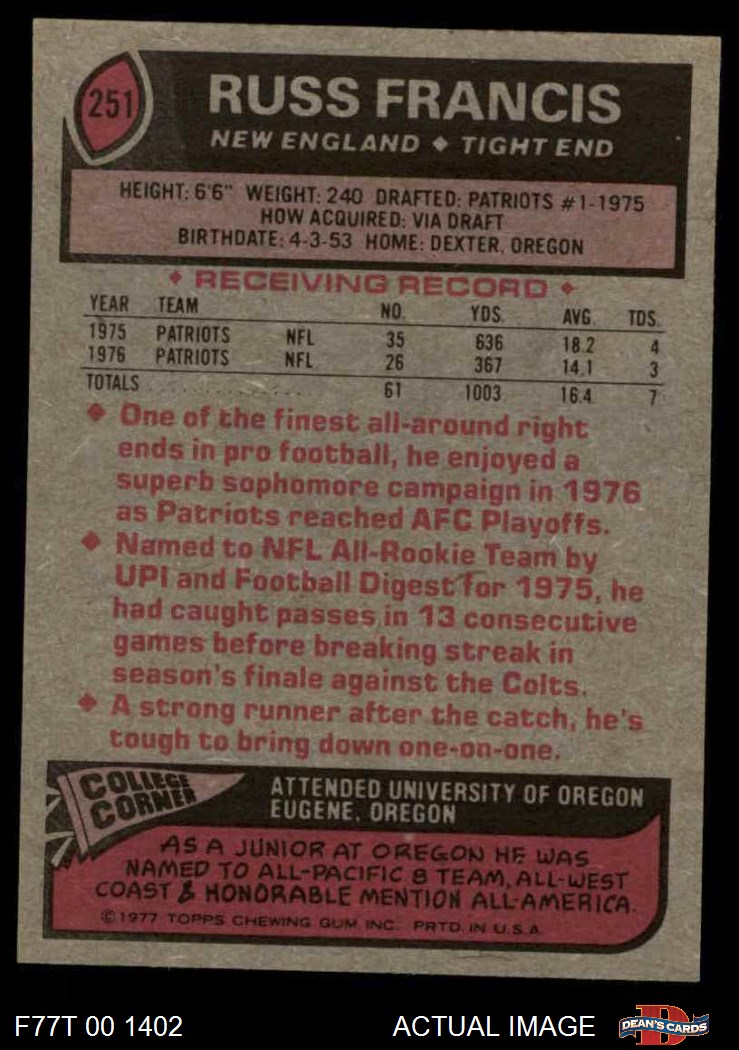 251
RUSS FRANCIS
NEW ENGLAND ♦ TIGHT END
HEIGHT: 6'6" WEIGHT: 240 DRAFTED: PATRIOTS #1-1975
HOW ACQUIRED: VIA DRAFT
BIRTHDATE: 4-3-53 HOME: DEXTER, OREGON
♦ RECEIVING RECORD ♦
YEAR TEAM NO. YDS. AVG. TDS.
1975 PATRIOTS NFL 35 636 18.2 4
1976 PATRIOTS NFL 26 367 14.1 3
TOTALS 61 1003 16.4 7
♦ One of the finest all-around right
ends in pro football, he enjoyed a
superb sophomore campaign in 1976
as Patriots reached AFC Playoffs.
♦ Named to NFL All-Rookie Team by
UPI and Football Digest for 1975, he
had caught passes in 13 consecutive
games before breaking streak in
season's finale against the Colts.
♦ A strong runner after the catch, he's
tough to bring down one-on-one.
COLLEGE
CORNER
ATTENDED UNIVERSITY OF OREGON
EUGENE, OREGON
AS A JUNIOR AT OREGON HE WAS
NAMED TO ALL-PACIFIC 8 TEAM, ALL-WEST
COAST & HONORABLE MENTION ALL-AMERICA.
© 1977 TOPPS CHEWING GUM, INC. PRTD. IN U.S.A.
F77T 00 1402
ACTUAL IMAGE
D
DEAN'S CARDS